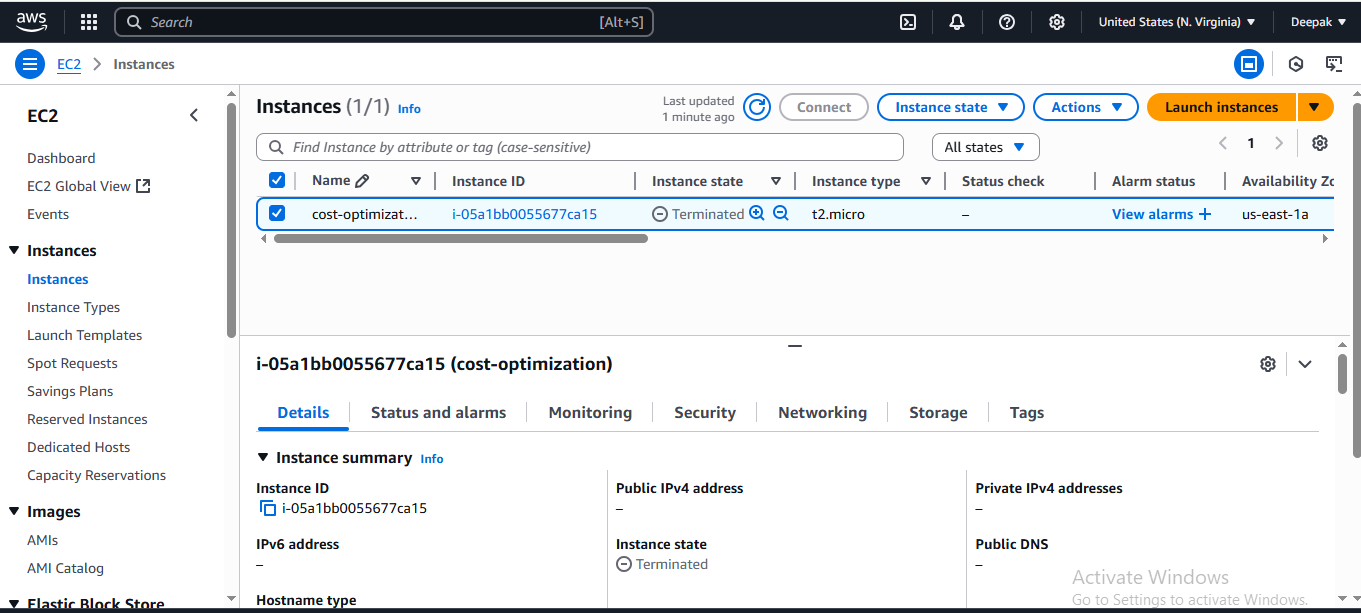 aws
Search
[Alt+S]
United States (N. Virginia)
Deepak
EC2
Instances
EC2
Dashboard
EC2 Global View
Events
Instances
Instances
Instance Types
Launch Templates
Spot Requests
Savings Plans
Reserved Instances
Dedicated Hosts
Capacity Reservations
Images
AMIs
AMI Catalog
Elastic Block Store
Instances (1/1) Info
Last updated
1 minute ago
Connect
Instance state
Actions
Launch instances
Find Instance by attribute or tag (case-sensitive)
All states
1
Name
Instance ID
Instance state
Instance type
Status check
Alarm status
Availability Zo
cost-optimizat...
i-05a1bb0055677ca15
Terminated
t2.micro
–
View alarms +
us-east-1a
i-05a1bb0055677ca15 (cost-optimization)
Details
Status and alarms
Monitoring
Security
Networking
Storage
Tags
Instance summary Info
Instance ID
i-05a1bb0055677ca15
Public IPv4 address
–
Private IPv4 addresses
–
IPv6 address
–
Instance state
Terminated
Public DNS
–
Hostname type
Activate Windows
Go to Settings to activate Windows.